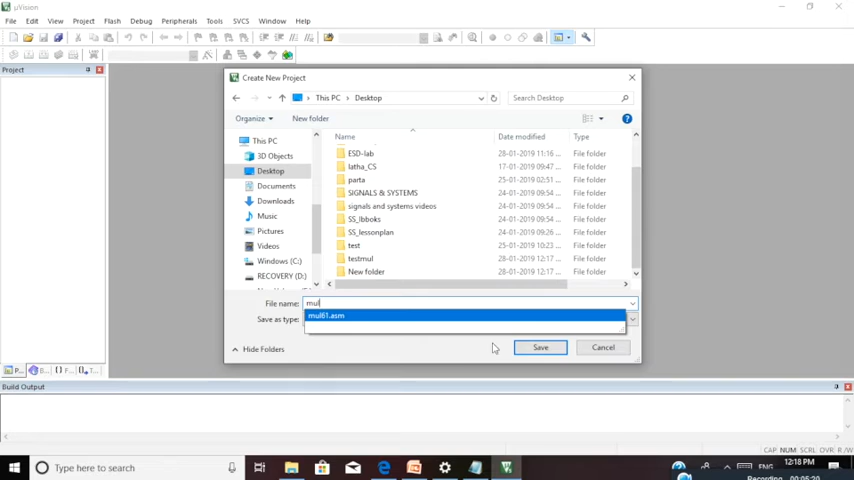 µVision
File Edit View Project Flash Debug Peripherals Tools SVCS Window Help
Project
Create New Project
This PC > Desktop
Search Desktop
Organize New folder
Name Date modified Type
This PC
3D Objects
Desktop
Documents
Downloads
Music
Pictures
Videos
Windows (C:)
RECOVERY (D:)
ESD-lab 28-01-2019 11:16 ... File folder
latha_CS 17-01-2019 09:47 ... File folder
parta 25-01-2019 02:51 ... File folder
SIGNALS & SYSTEMS 24-01-2019 09:54 ... File folder
signals and systems videos 24-01-2019 09:54 ... File folder
SS_lbboks 24-01-2019 09:54 ... File folder
SS_lessonplan 24-01-2019 09:26 ... File folder
test 25-01-2019 10:23 ... File folder
testmul 28-01-2019 12:17 ... File folder
New folder 28-01-2019 12:17 ... File folder
File name: mul
mul61.asm
Save as type:
Hide Folders
Save Cancel
P... B... {} F... T...
Build Output
CAP NUM SCRL OVR R/W
Type here to search
ENG
12:18 PM
Recording 00:05:20